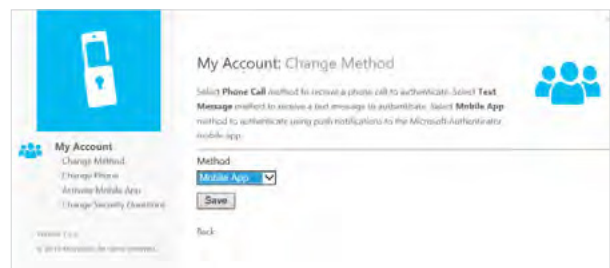 My Account: Change Method
Select Phone Call method to receive a phone call to authenticate. Select Text
Message method to receive a text message to authenticate. Select Mobile App
method to authenticate using push notifications to the Microsoft Authenticator
mobile app.
My Account
Change Method
Change Phone
Activate Mobile App
Change Security Questions
Method
Mobile App
Save
Back